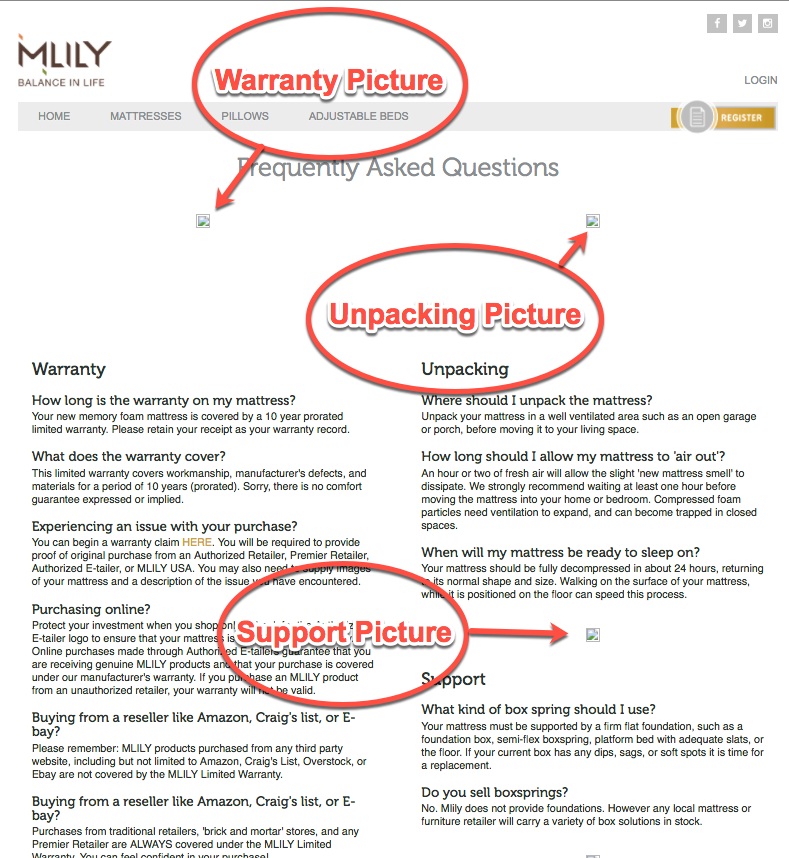 MLILY
BALANCE IN LIFE
LOGIN
HOME MATTRESSES PILLOWS ADJUSTABLE BEDS REGISTER
Warranty Picture
Frequently Asked Questions
Unpacking Picture
Warranty
How long is the warranty on my mattress?
Your new memory foam mattress is covered by a 10 year prorated
limited warranty. Please retain your receipt as your warranty record.
What does the warranty cover?
This limited warranty covers workmanship, manufacturer's defects, and
materials for a period of 10 years (prorated). Sorry, there is no comfort
guarantee expressed or implied.
Experiencing an issue with your purchase?
You can begin a warranty claim HERE. You will be required to provide
proof of original purchase from an Authorized Retailer, Premier Retailer,
Authorized E-tailer, or MLILY USA. You may also need to supply images
of your mattress and a description of the issue you have encountered.
Purchasing online?
Protect your investment when you shop
E-tailer logo to ensure that your mattress is
Online purchases made through Authorized E-tailers guarantee that you
are receiving genuine MLILY products and that your purchase is covered
under our manufacturer's warranty. If you purchase an MLILY product
from an unauthorized retailer, your warranty will not be valid.
Buying from a reseller like Amazon, Craig's list, or E-
bay?
Please remember: MLILY products purchased from any third party
website, including but not limited to Amazon, Craig's List, Overstock, or
Ebay are not covered by the MLILY Limited Warranty.
Buying from a reseller like Amazon, Craig's list, or E-
bay?
Purchases from traditional retailers, 'brick and mortar' stores, and any
Premier Retailer are ALWAYS covered under the MLILY Limited
Warranty. You can feel confident in your purchase!
Unpacking
Where should I unpack the mattress?
Unpack your mattress in a well ventilated area such as an open garage
or porch, before moving it to your living space.
How long should I allow my mattress to 'air out'?
An hour or two of fresh air will allow the slight 'new mattress smell' to
dissipate. We strongly recommend waiting at least one hour before
moving the mattress into your home or bedroom. Compressed foam
particles need ventilation to expand, and can become trapped in closed
spaces.
When will my mattress be ready to sleep on?
Your mattress should be fully decompressed in about 24 hours, returning
to its normal shape and size. Walking on the surface of your mattress,
while it is positioned on the floor can speed this process.
Support Picture
Support
What kind of box spring should I use?
Your mattress must be supported by a firm flat foundation, such as a
foundation box, semi-flex boxspring, platform bed with adequate slats, or
the floor. If your current box has any dips, sags, or soft spots it is time for
a replacement.
Do you sell boxsprings?
No. Mlily does not provide foundations. However any local mattress or
furniture retailer will carry a variety of box solutions in stock.